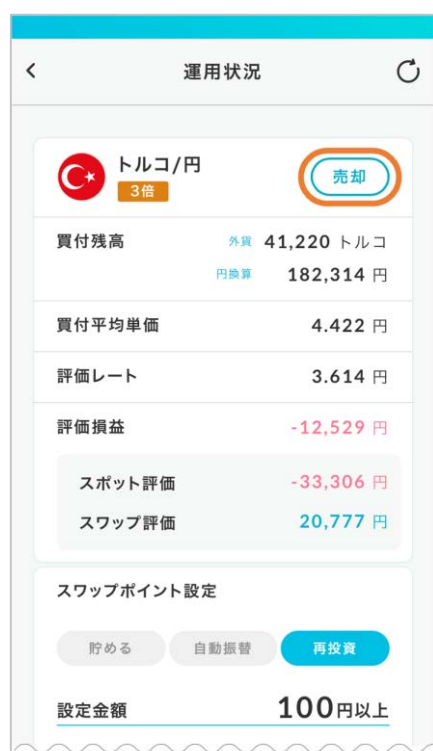 運用状況
トルコ/円
3倍
売却
買付残高 外貨 41,220 トルコ
円換算 182,314 円
買付平均単価 4.422 円
評価レート 3.614 円
評価損益 -12,529 円
スポット評価 -33,306 円
スワップ評価 20,777 円
スワップポイント設定
貯める 自動振替 再投資
設定金額 100円以上